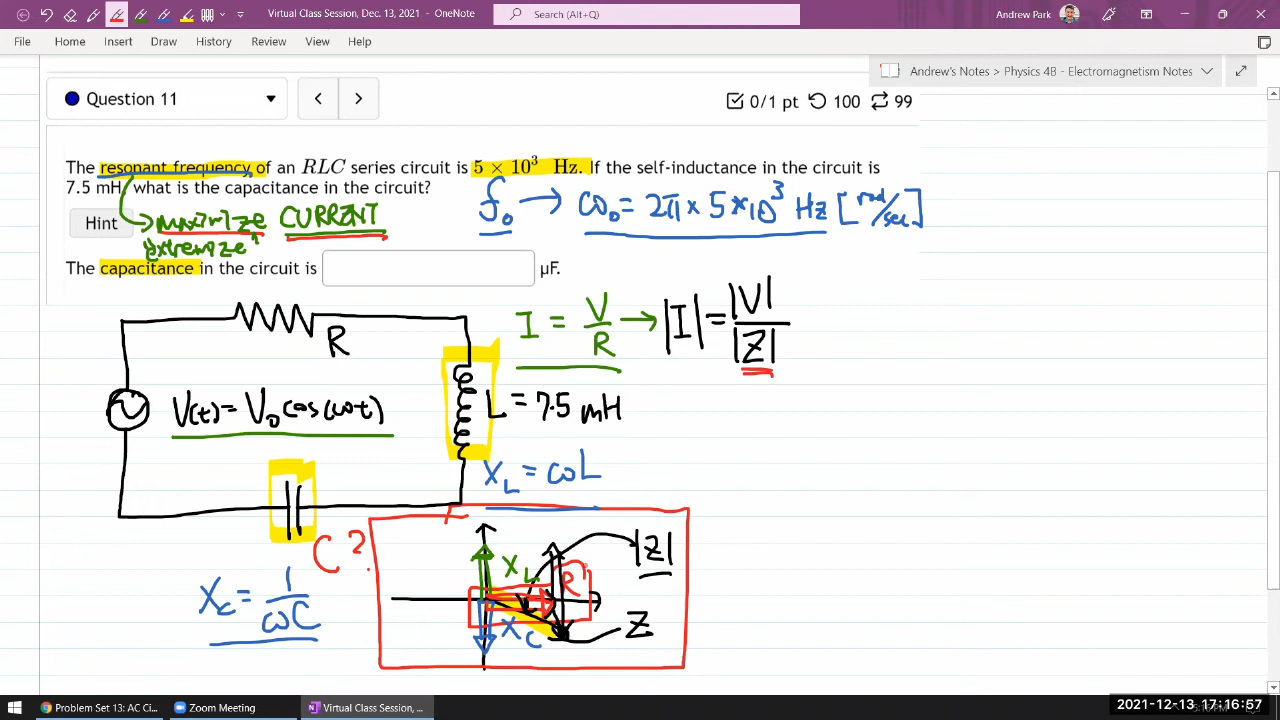 Virtual Class Session, Dec. 13, 2021 - OneNote
Search (Alt+Q)
Andrew Park
File Home Insert Draw History Review View Help
Andrew's Notes > Physics 4B - Electromagnetism Notes
Question 11
0/1 pt 100 99
The resonant frequency of an RLC series circuit is 5 × 10³ Hz. If the self-inductance in the circuit is
7.5 mH, what is the capacitance in the circuit?
f₀ → ω₀ = 2π × 5 × 10³ Hz [rad/sec]
Hint
maximize CURRENT
extremize
The capacitance in the circuit is
μF.
I = V/R → |I| = |V|/|Z|
R
V(t) = V₀ cos(ωt)
L = 7.5 mH
X_L = ωL
C?
X_C = 1/ωC
|Z|
X_L
R
X_C
Z
Problem Set 13: AC Ci...
Zoom Meeting
Virtual Class Session...
2021-12-13 17:16:57